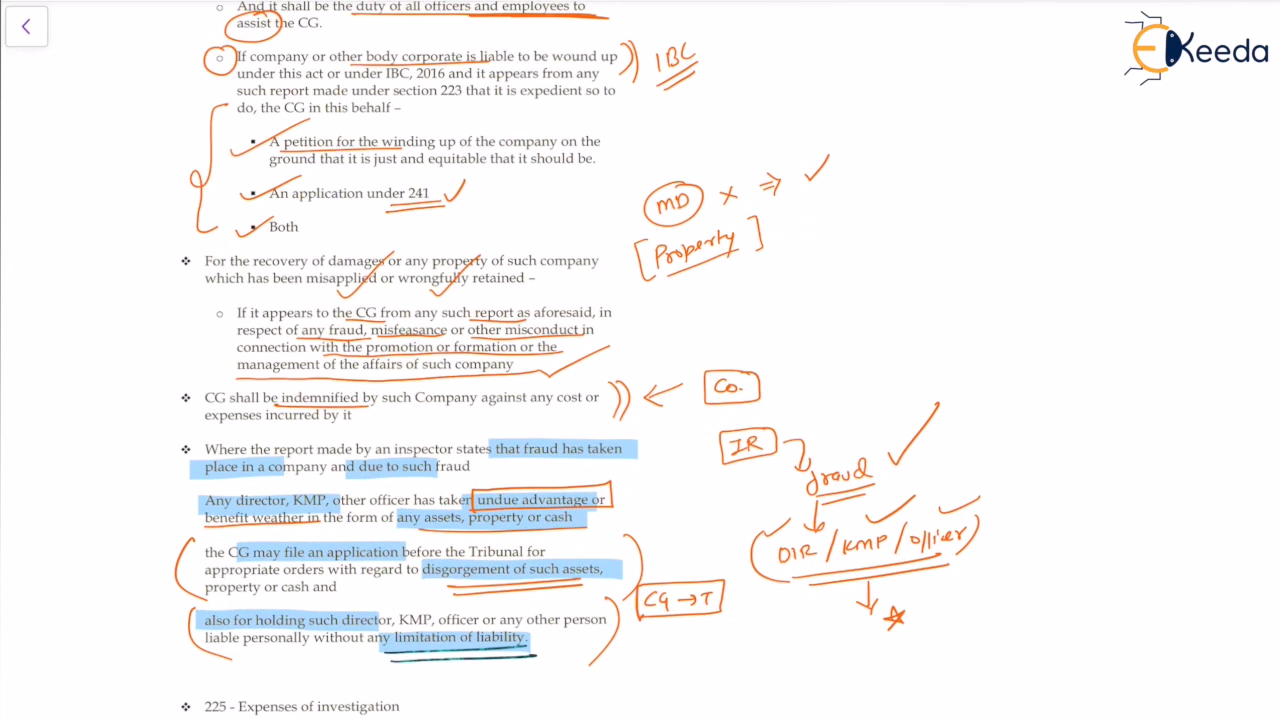 And it shall be the duty of all officers and employees to
assist the CG.
If company or other body corporate is liable to be wound up
under this act or under IBC, 2016 and it appears from any
such report made under section 223 that it is expedient so to
do, the CG in this behalf –
IBC
Keeda
A petition for the winding up of the company on the
ground that it is just and equitable that it should be.
An application under 241
Both
MD × ⇒ ✓
[Property]
For the recovery of damages or any property of such company
which has been misapplied or wrongfully retained –
If it appears to the CG from any such report as aforesaid, in
respect of any fraud, misfeasance or other misconduct in
connection with the promotion or formation or the
management of the affairs of such company
CG shall be indemnified by such Company against any cost or
expenses incurred by it
Co.
Where the report made by an inspector states that fraud has taken
place in a company and due to such fraud
IR
fraud
Any director, KMP, other officer has taken undue advantage or
benefit weather in the form of any assets, property or cash
DIR / KMP / officer
the CG may file an application before the Tribunal for
appropriate orders with regard to disgorgement of such assets,
property or cash and
CG → T
also for holding such director, KMP, officer or any other person
liable personally without any limitation of liability.
225 - Expenses of investigation